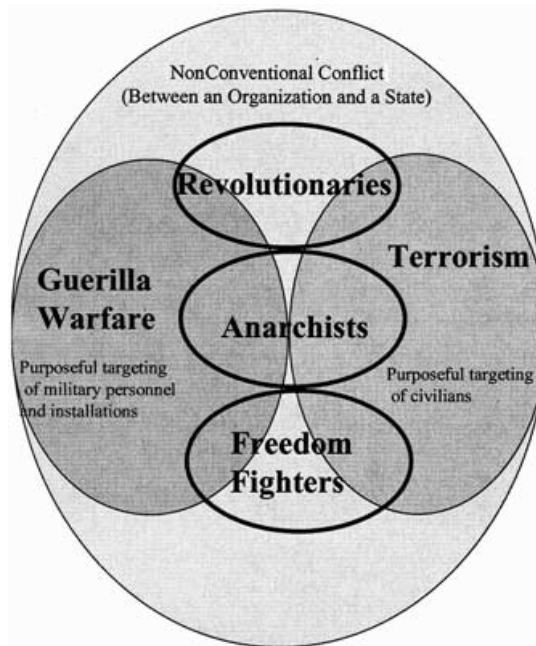 NonConventional Conflict
(Between an Organization and a State)
Revolutionaries
Terrorism
Guerilla
Warfare
Anarchists
Purposeful targeting
of military personnel
and installations
Purposeful targeting
of civilians
Freedom
Fighters